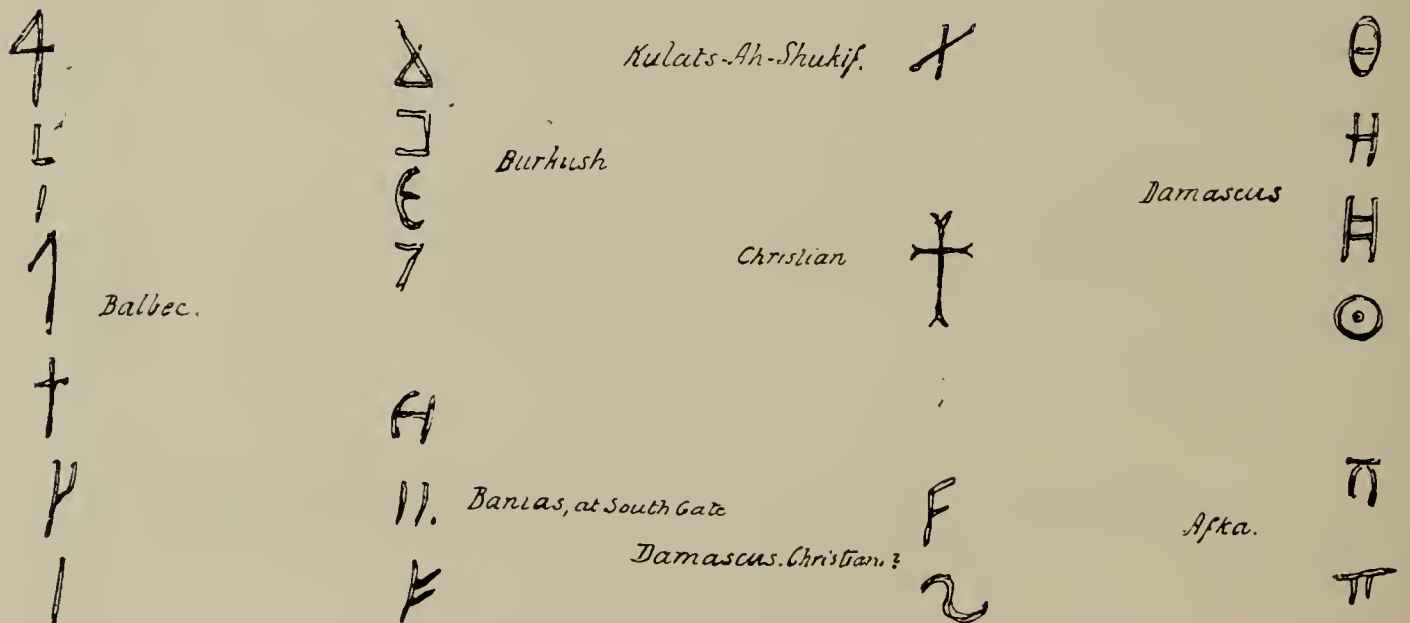 Balbec.
Burkush
Banias, at South Gate
Kulats-Ah-Shukif.
Christian
Damascus. Christian.?
Damascus
Afka.